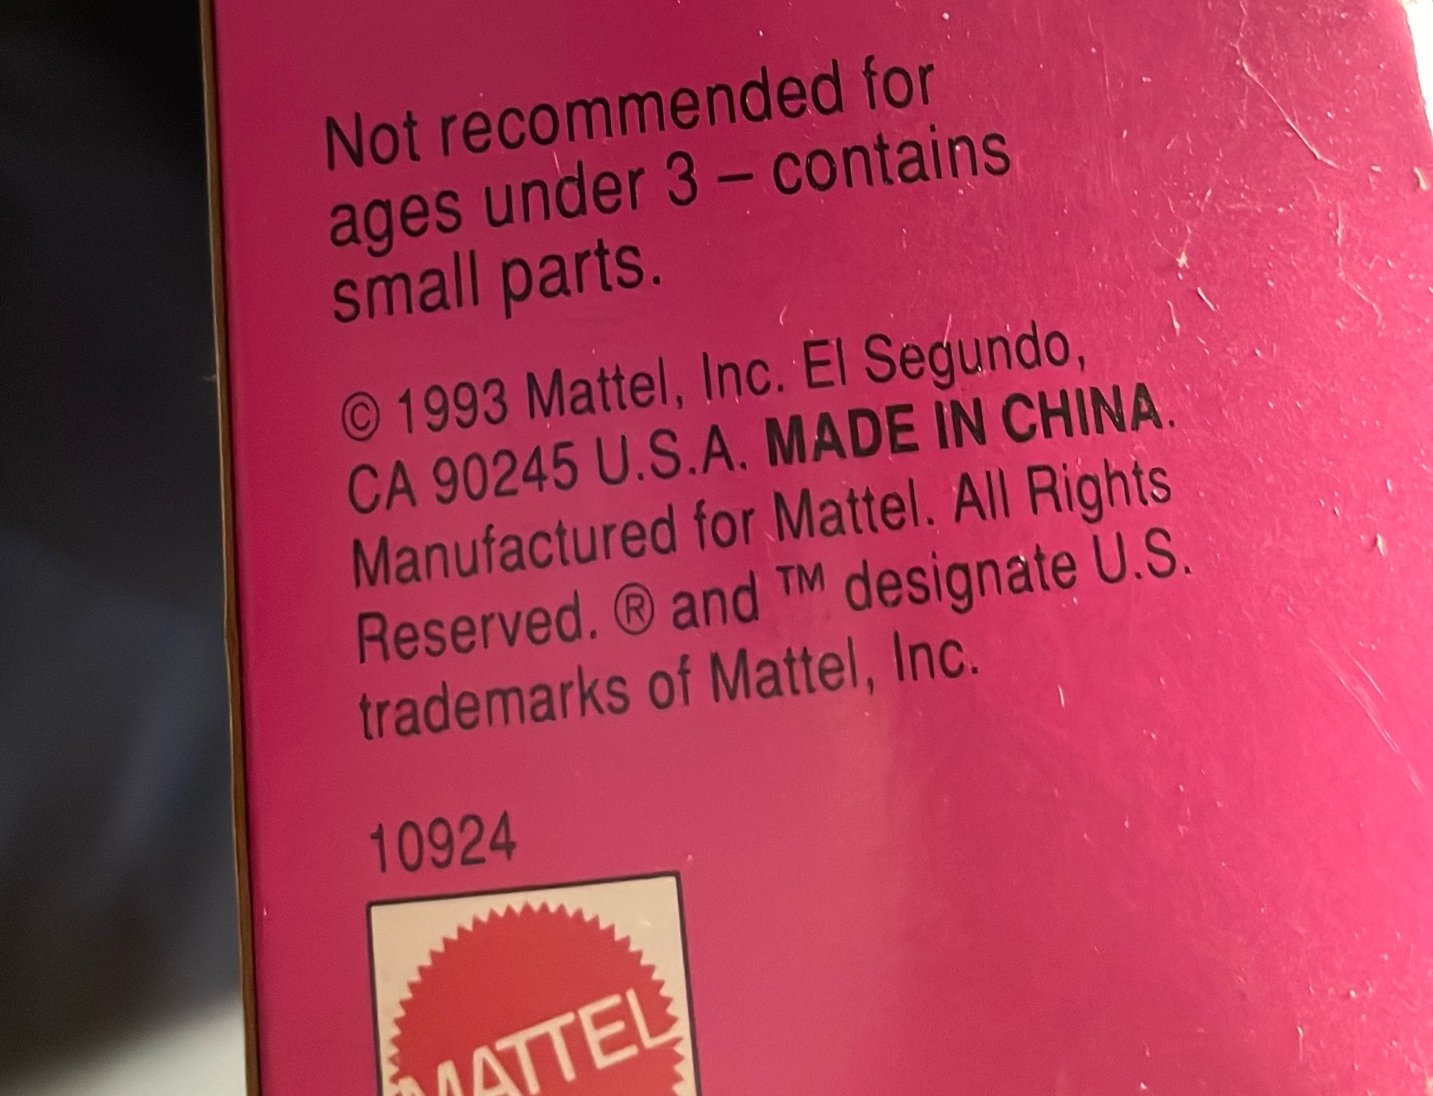 Not recommended for
ages under 3 – contains
small parts.
© 1993 Mattel, Inc. El Segundo,
CA 90245 U.S.A. MADE IN CHINA.
Manufactured for Mattel. All Rights
Reserved. ® and ™ designate U.S.
trademarks of Mattel, Inc.
10924
MATTEL